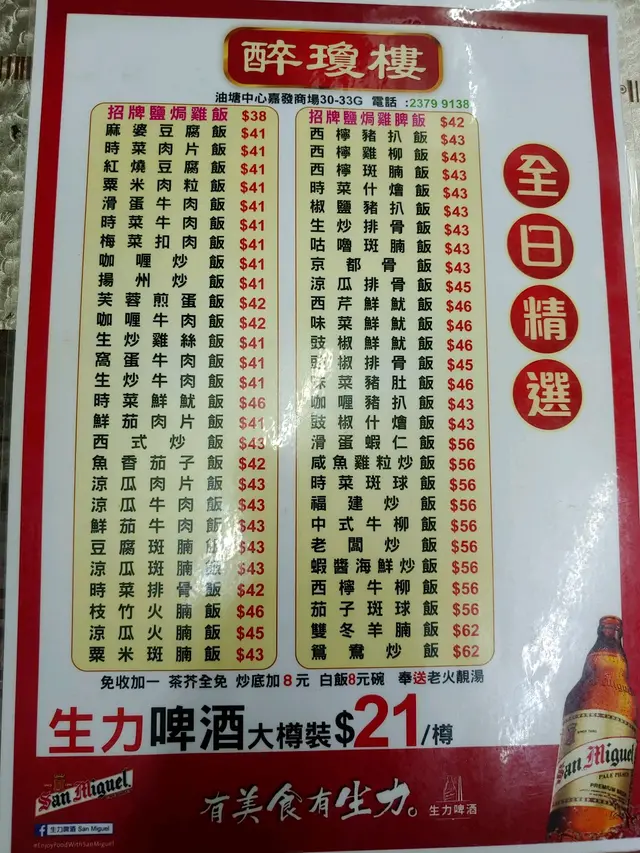 醉瓊樓
油塘中心嘉發商場30-33G 電話 :2379 9138
招牌鹽焗雞飯 $38
麻婆豆腐飯 $41
時菜肉片飯 $41
紅燒豆腐飯 $41
粟米肉粒飯 $41
滑蛋牛肉飯 $41
時菜牛肉飯 $41
梅菜扣肉飯 $41
咖喱炒飯 $41
揚州炒飯 $41
芙蓉煎蛋飯 $42
咖喱牛肉飯 $42
生炒雞絲飯 $41
窩蛋牛肉飯 $41
生炒牛肉飯 $41
時菜鮮魷飯 $46
鮮茄肉片飯 $41
西式炒飯 $43
魚香茄子飯 $42
涼瓜肉片飯 $43
涼瓜牛肉飯 $43
鮮茄牛肉飯 $43
豆腐斑腩飯 $43
涼瓜斑腩飯 $43
時菜排骨飯 $42
枝竹火腩飯 $46
涼瓜火腩飯 $45
粟米斑腩飯 $43
招牌鹽焗雞脾飯 $42
西檸豬扒飯 $43
西檸雞柳飯 $43
西檸斑腩飯 $43
時菜什燴飯 $43
椒鹽豬扒飯 $43
生炒排骨飯 $43
咕嚕斑腩飯 $43
京都骨飯 $43
涼瓜排骨飯 $45
西芹鮮魷飯 $46
味菜鮮魷飯 $46
豉椒鮮魷飯 $46
豉椒排骨飯 $45
味菜豬肚飯 $46
咖喱豬扒飯 $43
豉椒什燴飯 $43
滑蛋蝦仁飯 $56
咸魚雞粒炒飯 $56
時菜斑球飯 $56
福建炒飯 $56
中式牛柳飯 $56
老闆炒飯 $56
蝦醬海鮮炒飯 $56
西檸牛柳飯 $56
茄子斑球飯 $56
雙冬羊腩飯 $62
鴛鴦炒飯 $62
全日精選
免收加一 茶芥全免 炒底加8元 白飯8元碗 奉送老火靚湯
生力啤酒大樽裝$21/樽
San Miguel
有美食有生力。
生力啤酒
生力啤酒 San Miguel
#EnjoyFoodWithSanMiguel
San Miguel
PALE PILSEN
PREMIUM BEER